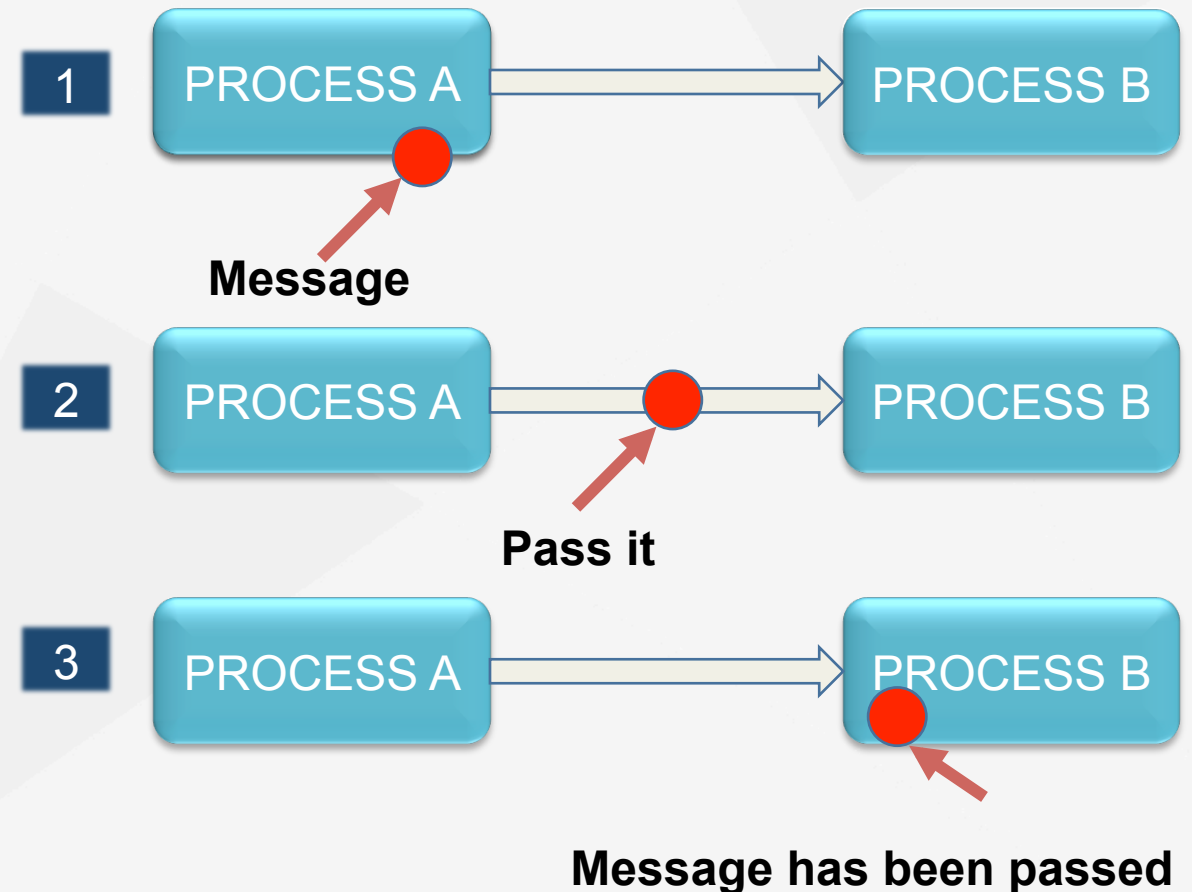 1
PROCESS A
PROCESS B
Message
2
PROCESS A
PROCESS B
Pass it
3
PROCESS A
PROCESS B
Message has been passed